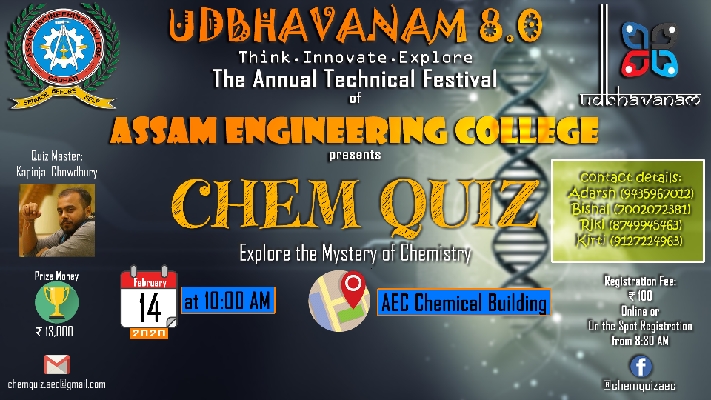 UDBHAVANAM 8.0
Think.Innovate.Explore
The Annual Technical Festival
of
ASSAM ENGINEERING COLLEGE
presents
CHEM QUIZ
Explore the Mystery of Chemistry
udbhavanam
Quiz Master:
Kapinjal Chowdhury
Contact details:
Adarsh (9435967012)
Bishal (7002072381)
Rijki (8749945463)
Kirti (9127224963)
Prize Money
₹ 13,000
February
14
2020
at 10:00 AM
AEC Chemical Building
Registration Fee:
₹ 100
Online or
On the Spot Registration
from 8:30 AM
chemquiz.aec@gmail.com
@chemquizaec